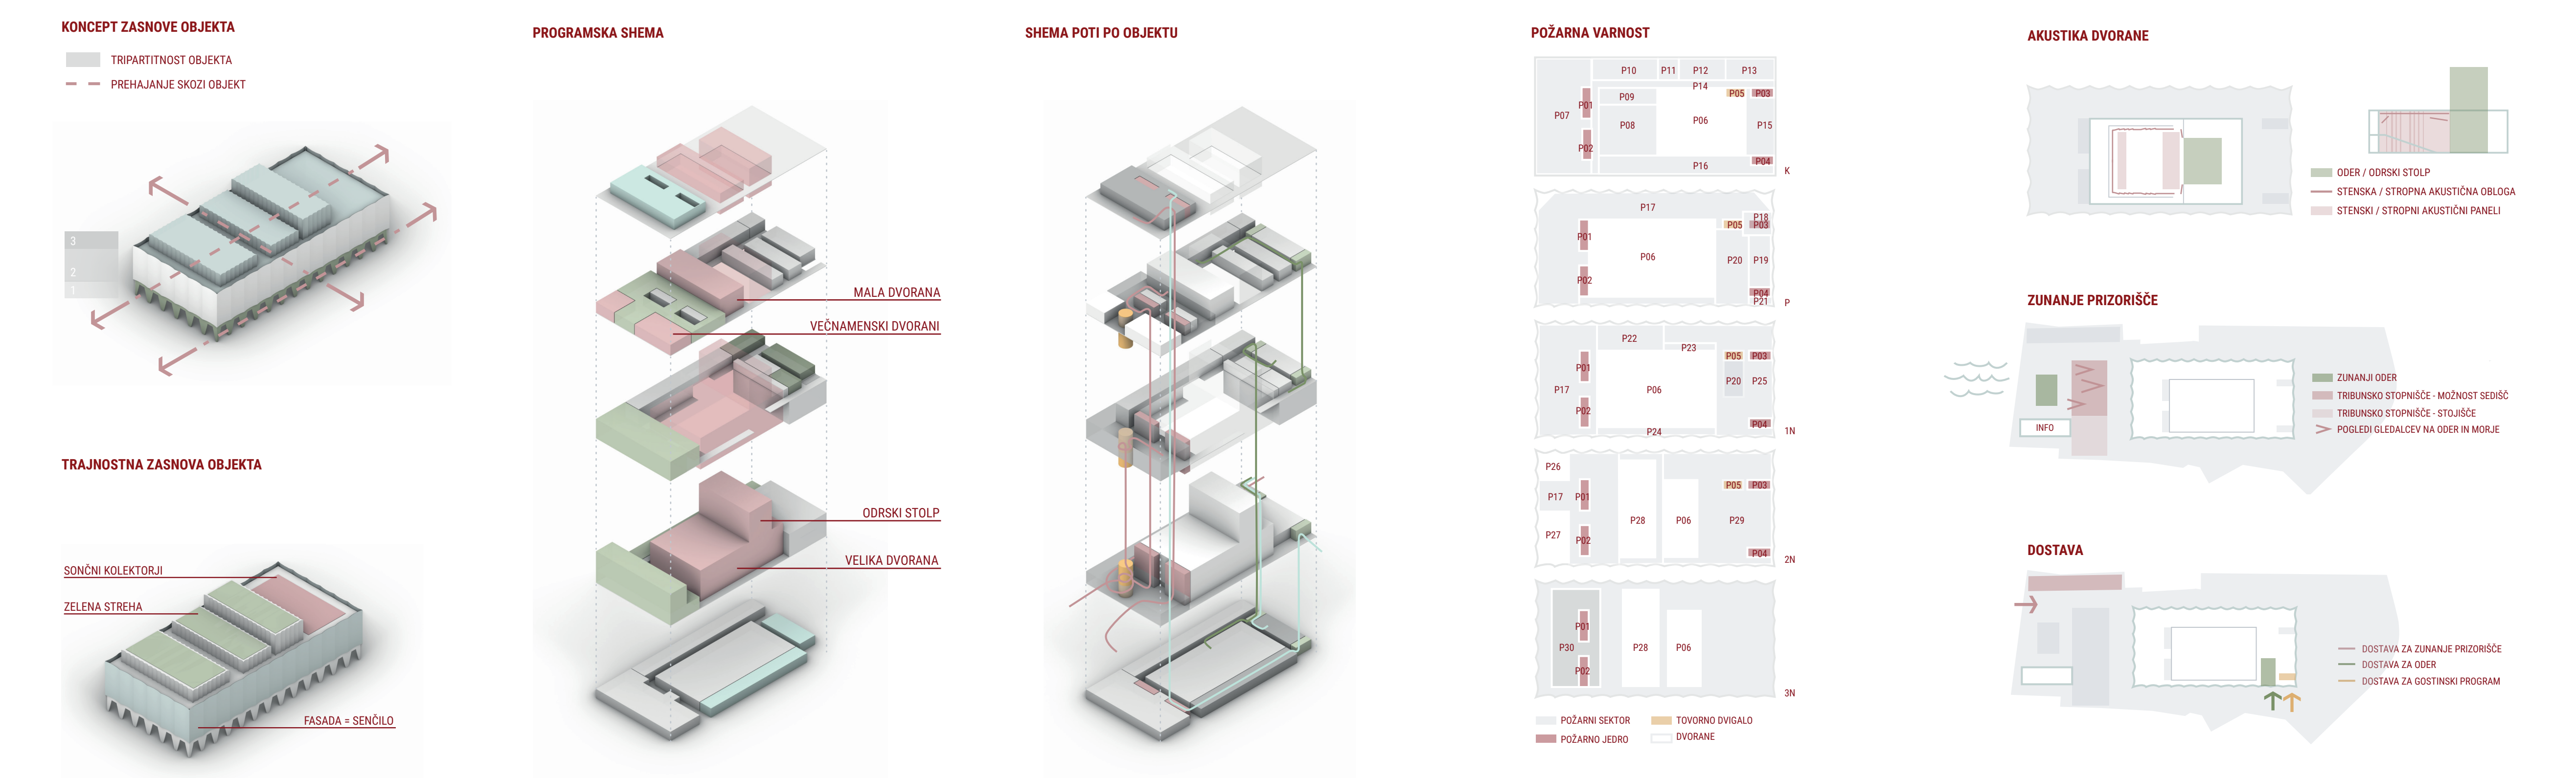 KONCEPT ZASNOVE OBJEKTA
TRIPARTITNOST OBJEKTA
PREHAJANJE SKOZI OBJEKT
3
2
1
TRAJNOSTNA ZASNOVA OBJEKTA
SONČNI KOLEKTORJI
ZELENA STREHA
FASADA = SENČILO
PROGRAMSKA SHEMA
MALA DVORANA
VEČNAMENSKI DVORANI
ODRSKI STOLP
VELIKA DVORANA
SHEMA POTI PO OBJEKTU
POŽARNA VARNOST
P10 P11 P12 P13
P14
P01 P09 P05 P03
P07 P08 P06 P15
P02
P16 P04
K
P17
P18
P05 P03
P01
P06 P20 P19
P02
P04
P21
P
P22
P23
P05 P03
P01
P17 P06 P20 P25
P02
P04
P24
1N
P26
P05 P03
P17 P01
P28 P06 P29
P27 P02
P04
2N
P01
P30 P28 P06
P02
3N
POŽARNI SEKTOR
TOVORNO DVIGALO
POŽARNO JEDRO
DVORANE
AKUSTIKA DVORANE
ODER / ODRSKI STOLP
STENSKA / STROPNA AKUSTIČNA OBLOGA
STENSKI / STROPNI AKUSTIČNI PANELI
ZUNANJE PRIZORIŠČE
INFO
ZUNANJI ODER
TRIBUNSKO STOPNIŠČE - MOŽNOST SEDIŠČ
TRIBUNSKO STOPNIŠČE - STOJIŠČE
POGLEDI GLEDALCEV NA ODER IN MORJE
DOSTAVA
DOSTAVA ZA ZUNANJE PRIZORIŠČE
DOSTAVA ZA ODER
DOSTAVA ZA GOSTINSKI PROGRAM